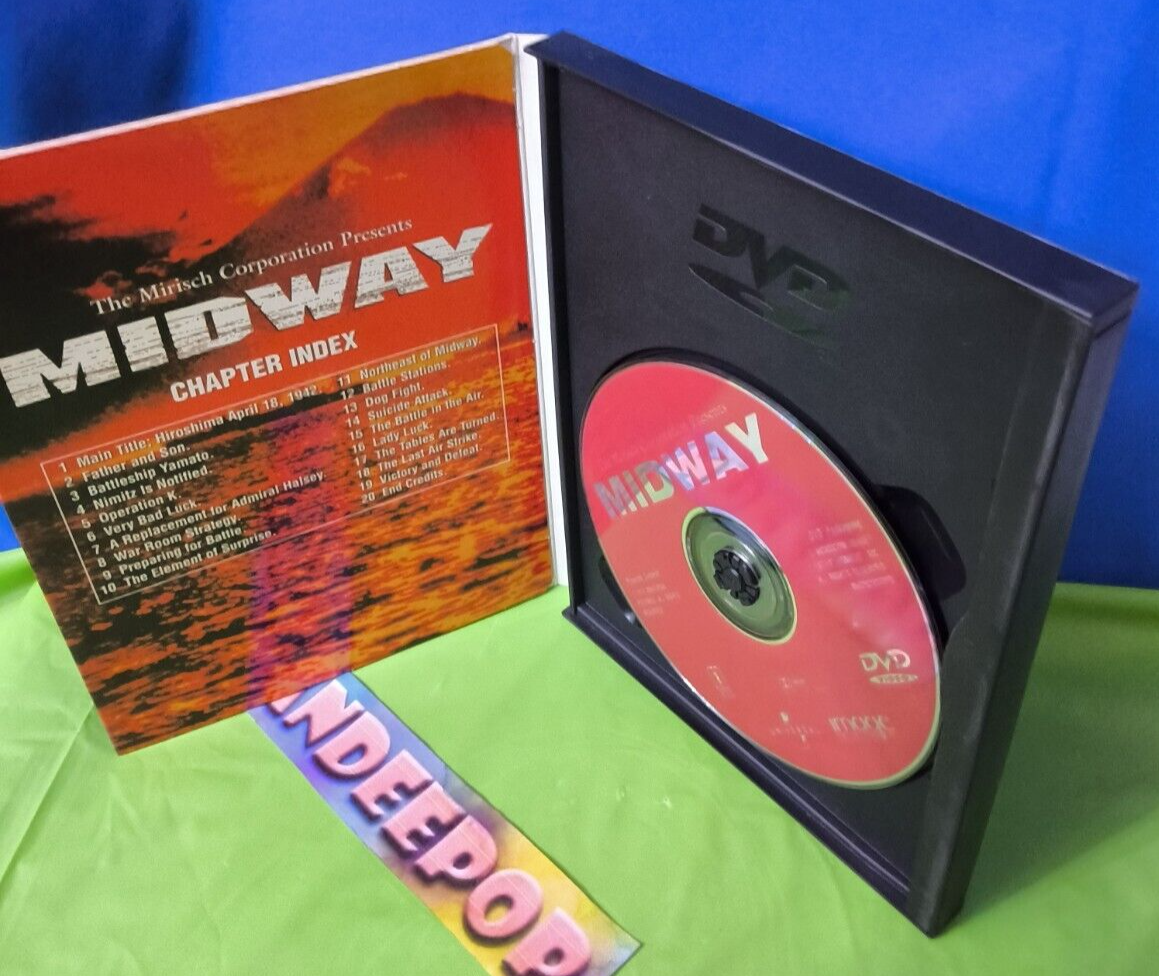 The Mirisch Corporation Presents
MIDWAY
CHAPTER INDEX
1 Main Title: Hiroshima April 18, 1942.
2 Father and Son.
3 Battleship Yamato.
4 Nimitz Is Notified.
5 Operation K.
6 Very Bad Luck.
7 A Replacement for Admiral Halsey.
8 War Room Strategy.
9 Preparing for Battle.
10 The Element of Surprise.
11 Northeast of Midway.
12 Battle Stations.
13 Dog Fight.
14 Suicide Attack.
15 The Battle In The Air.
16 Lady Luck.
17 The Tables Are Turned.
18 The Last Air Strike.
19 Victory and Defeat.
20 End Credits.
DVD
MIDWAY
DVD
VIDEO
NDEEPOP